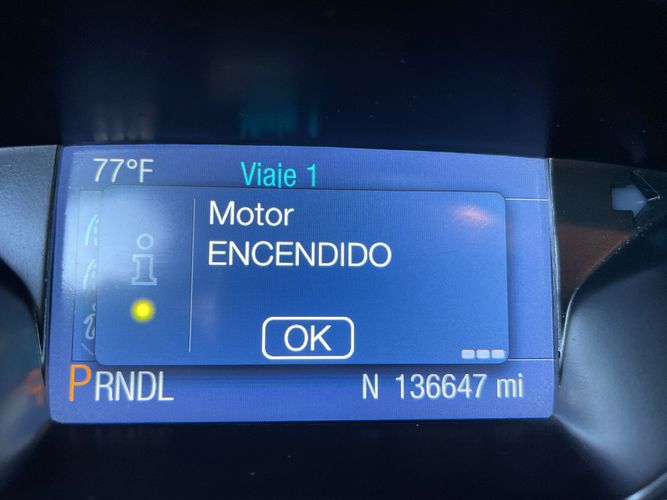 77°F
Viaje 1
Motor
ENCENDIDO
OK
PRNDL
N 136647 mi